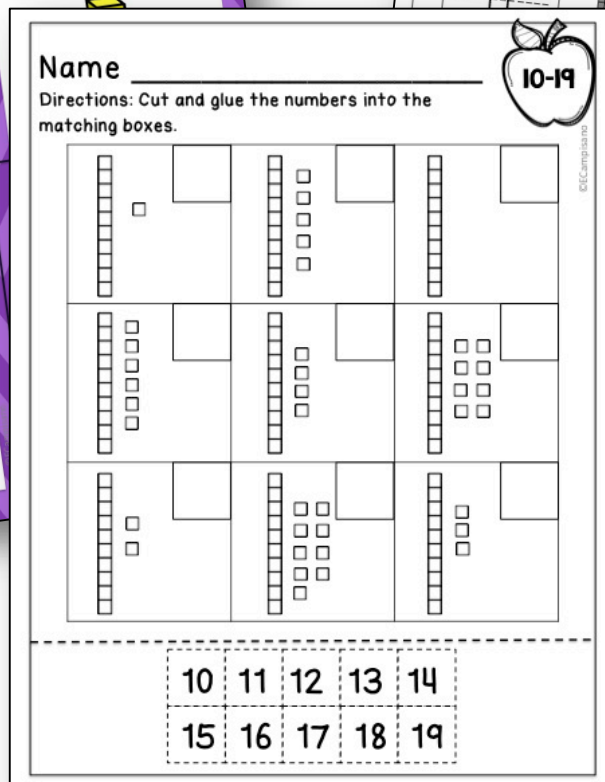 Name
10-19
Directions: Cut and glue the numbers into the
matching boxes.
©ECampisano
10 11 12 13 14
15 16 17 18 19